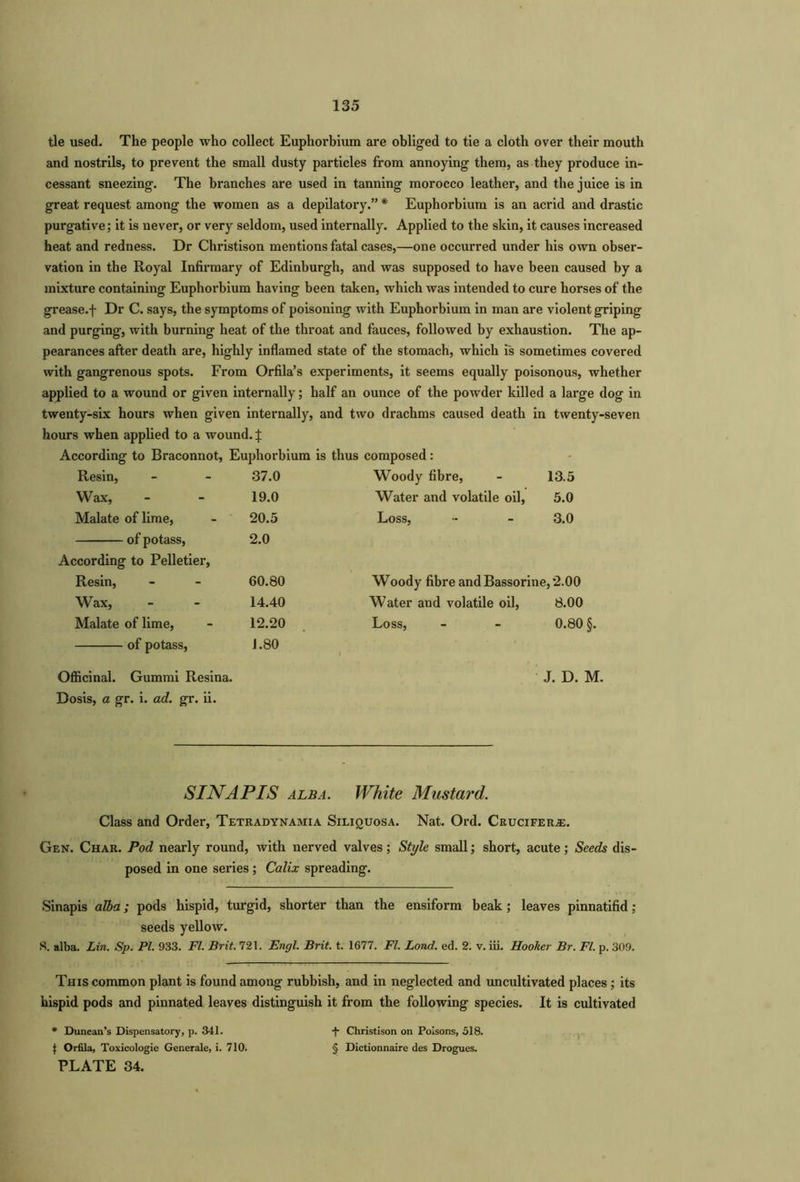 135
tle used. The people who collect Euphorbium are obliged to tie a cloth over their mouth
and nostrils, to prevent the small dusty particles from annoying them, as they produce in-
cessant sneezing. The branches are used in tanning morocco leather, and the juice is in
great request among the women as a depilatory.” * Euphorbium is an acrid and drastic
purgative; it is never, or very seldom, used internally. Applied to the skin, it causes increased
heat and redness. Dr Christison mentions fatal cases,—one occurred under his own obser-
vation in the Royal Infirmary of Edinburgh, and was supposed to have been caused by a
mixture containing Euphorbium having been taken, which was intended to cure horses of the
grease.† Dr C. says, the symptoms of poisoning with Euphorbium in man are violent griping
and purging, with burning heat of the throat and fauces, followed by exhaustion. The ap-
pearances after death are, highly inflamed state of the stomach, which is sometimes covered
with gangrenous spots. From Orfila’s experiments, it seems equally poisonous, whether
applied to a wound or given internally; half an ounce of the powder killed a large dog in
twenty-six hours when given internally, and two drachms caused death in twenty-seven
hours when applied to a wound.‡
According to Braconnot, Euphorbium is thus composed:
Resin, - - 37.0 Woody fibre, - 13.5
Wax, - - 19.0 Water and volatile oil, 5.0
Malate of lime, - 20.5 Loss, - - 3.0
——— of potass, 2.0
According to Pelletier,
Resin, - - 60.80 Woody fibre and Bassorine, 2.00
Wax, - - 14.40 Water and volatile oil, 8.00
Malate of lime, - 12.20 Loss, - - 0.80 §.
——— of potass, 1.80
Officinal. Gummi Resina. J. D. M.
Dosis, a gr. i. ad. gr. ii.
SINAPIS ALBA. White Mustard.
Class and Order, TETRADYNAMIA SILIQUOSA. Nat. Ord. CRUCIFERÆ.
GEN. CHAR. Pod nearly round, with nerved valves; Style small; short, acute; Seeds dis-
posed in one series; Calix spreading.
Sinapis alba; pods hispid, turgid, shorter than the ensiform beak; leaves pinnatifid;
seeds yellow.
S. alba. Lin. Sp. Pl. 933. Fl. Brit. 721. Engl. Brit. t. 1677. Fl. Lond. ed. 2. v. iii. Hooker Br. Fl. p. 309.
THIS common plant is found among rubbish, and in neglected and uncultivated places; its
hispid pods and pinnated leaves distinguish it from the following species. It is cultivated
* Duncan’s Dispensatory, p. 341. † Christison on Poisons, 518.
‡ Orfila, Toxicologie Generale, i. 710. § Dictionnaire des Drogues.
PLATE 34.